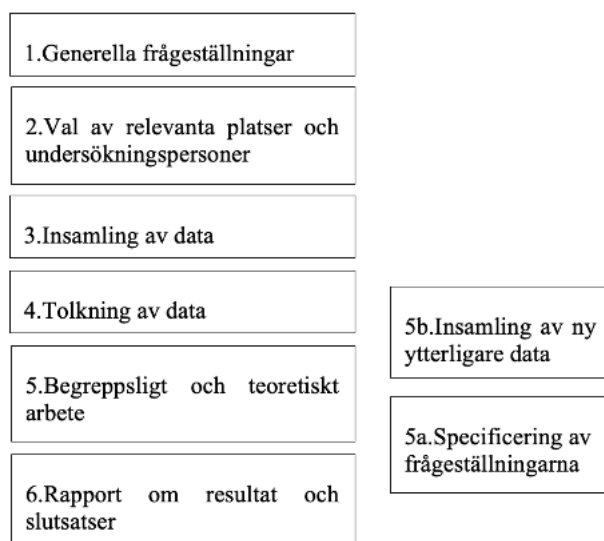 1.Generella frågeställningar
2.Val av relevanta platser och
undersökningspersoner
3.Insamling av data
4.Tolkning av data
5.Begreppsligt och teoretiskt
arbete
6.Rapport om resultat och
slutsatser
5b.Insamling av ny
ytterligare data
5a.Specificering av
frågeställningarna